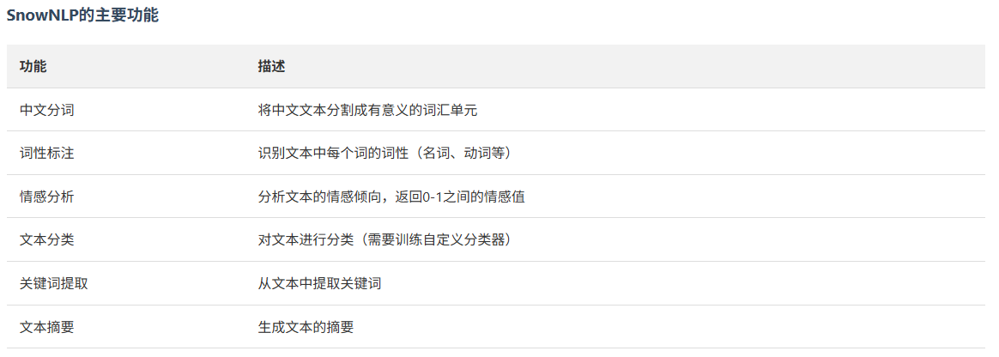 SnowNLP的主要功能
功能 描述
中文分词 将中文文本分割成有意义的词汇单元
词性标注 识别文本中每个词的词性（名词、动词等）
情感分析 分析文本的情感倾向，返回0-1之间的情感值
文本分类 对文本进行分类（需要训练自定义分类器）
关键词提取 从文本中提取关键词
文本摘要 生成文本的摘要